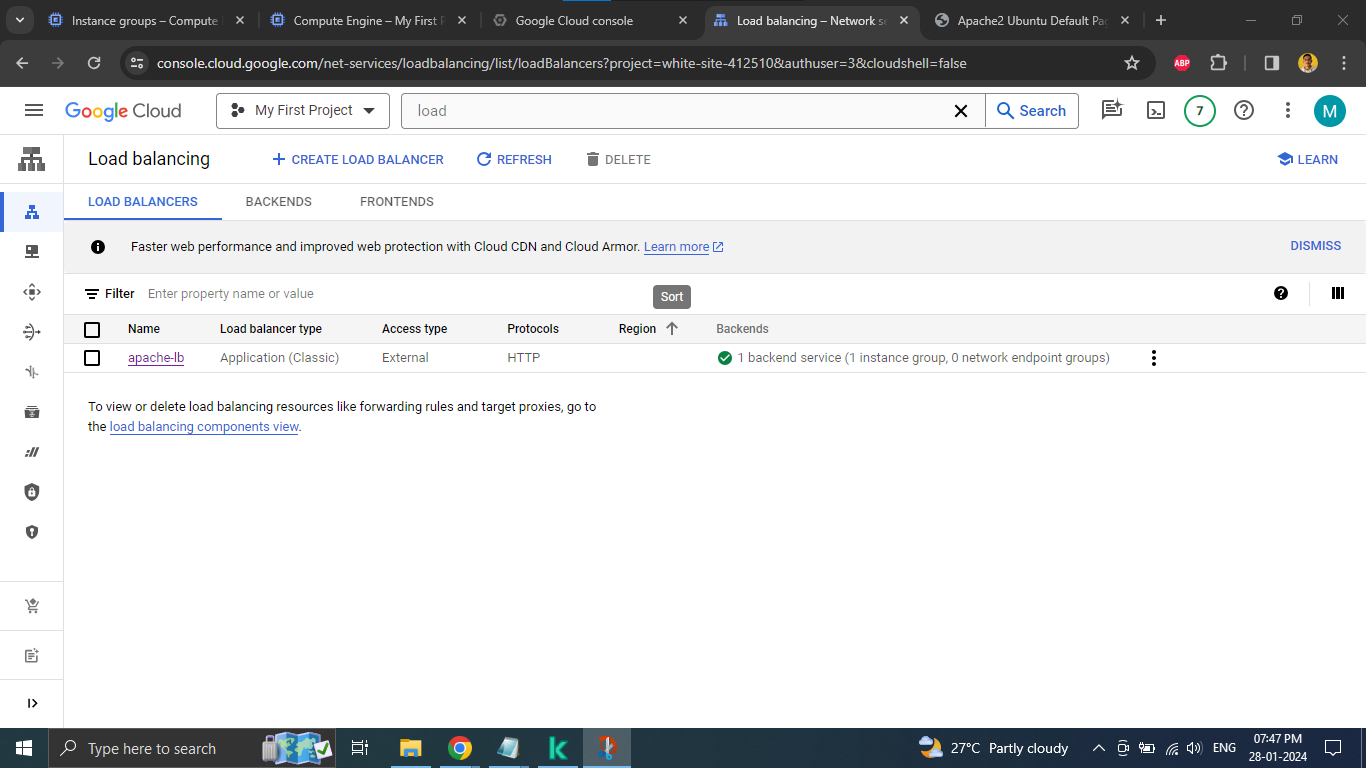 Instance groups – Compute
Compute Engine – My First P
Google Cloud console
Load balancing – Network se
Apache2 Ubuntu Default Pag
console.cloud.google.com/net-services/loadbalancing/list/loadBalancers?project=white-site-412510&authuser=3&cloudshell=false
ABP
Google Cloud
My First Project
load
Search
7
M
Load balancing
CREATE LOAD BALANCER
REFRESH
DELETE
LEARN
LOAD BALANCERS
BACKENDS
FRONTENDS
Faster web performance and improved web protection with Cloud CDN and Cloud Armor. Learn more
DISMISS
Filter
Enter property name or value
Sort
Name
Load balancer type
Access type
Protocols
Region
Backends
apache-lb
Application (Classic)
External
HTTP
1 backend service (1 instance group, 0 network endpoint groups)
To view or delete load balancing resources like forwarding rules and target proxies, go to
the load balancing components view.
Type here to search
27°C Partly cloudy
ENG
07:47 PM
28-01-2024